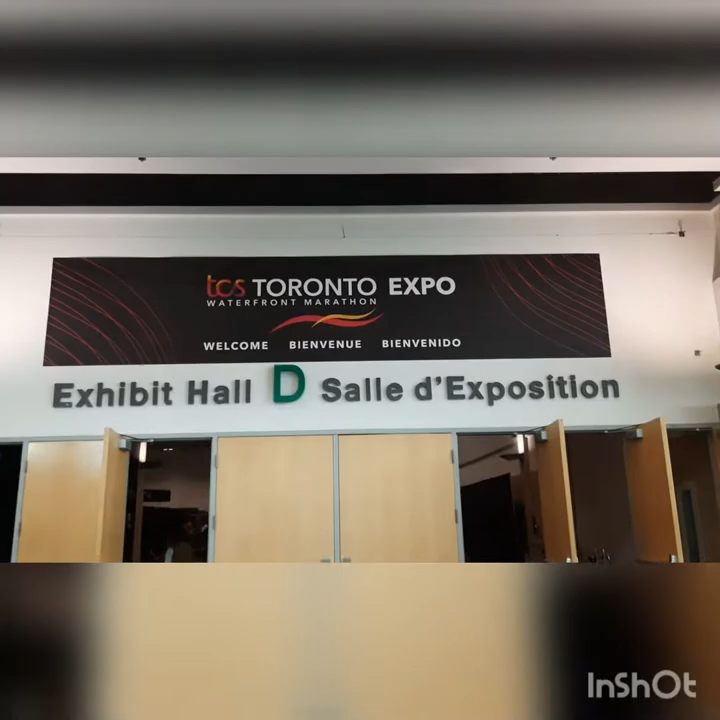 tcs TORONTO EXPO
WATERFRONT MARATHON
WELCOME BIENVENUE BIENVENIDO
Exhibit Hall D Salle d'Exposition
InShOt